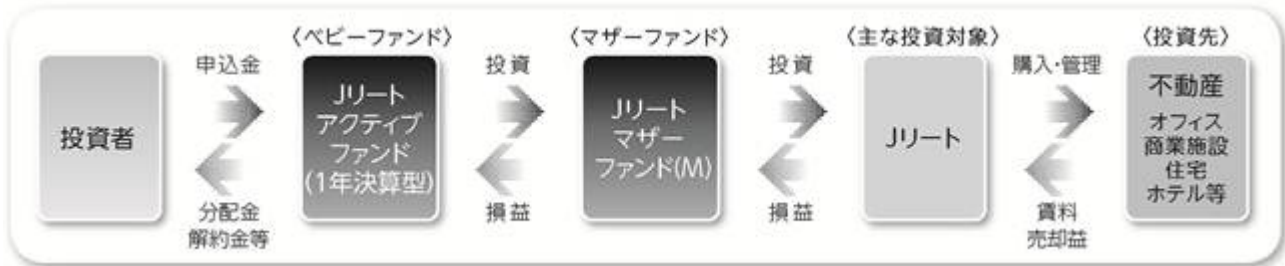 〈ベビーファンド〉
〈マザーファンド〉
〈主な投資対象〉
〈投資先〉
投資者
申込金
分配金
解約金等
Jリート
アクティブ
ファンド
(1年決算型)
投資
損益
Jリート
マザー
ファンド(M)
投資
損益
Jリート
購入・管理
賃料
売却益
不動産
オフィス
商業施設
住宅
ホテル等